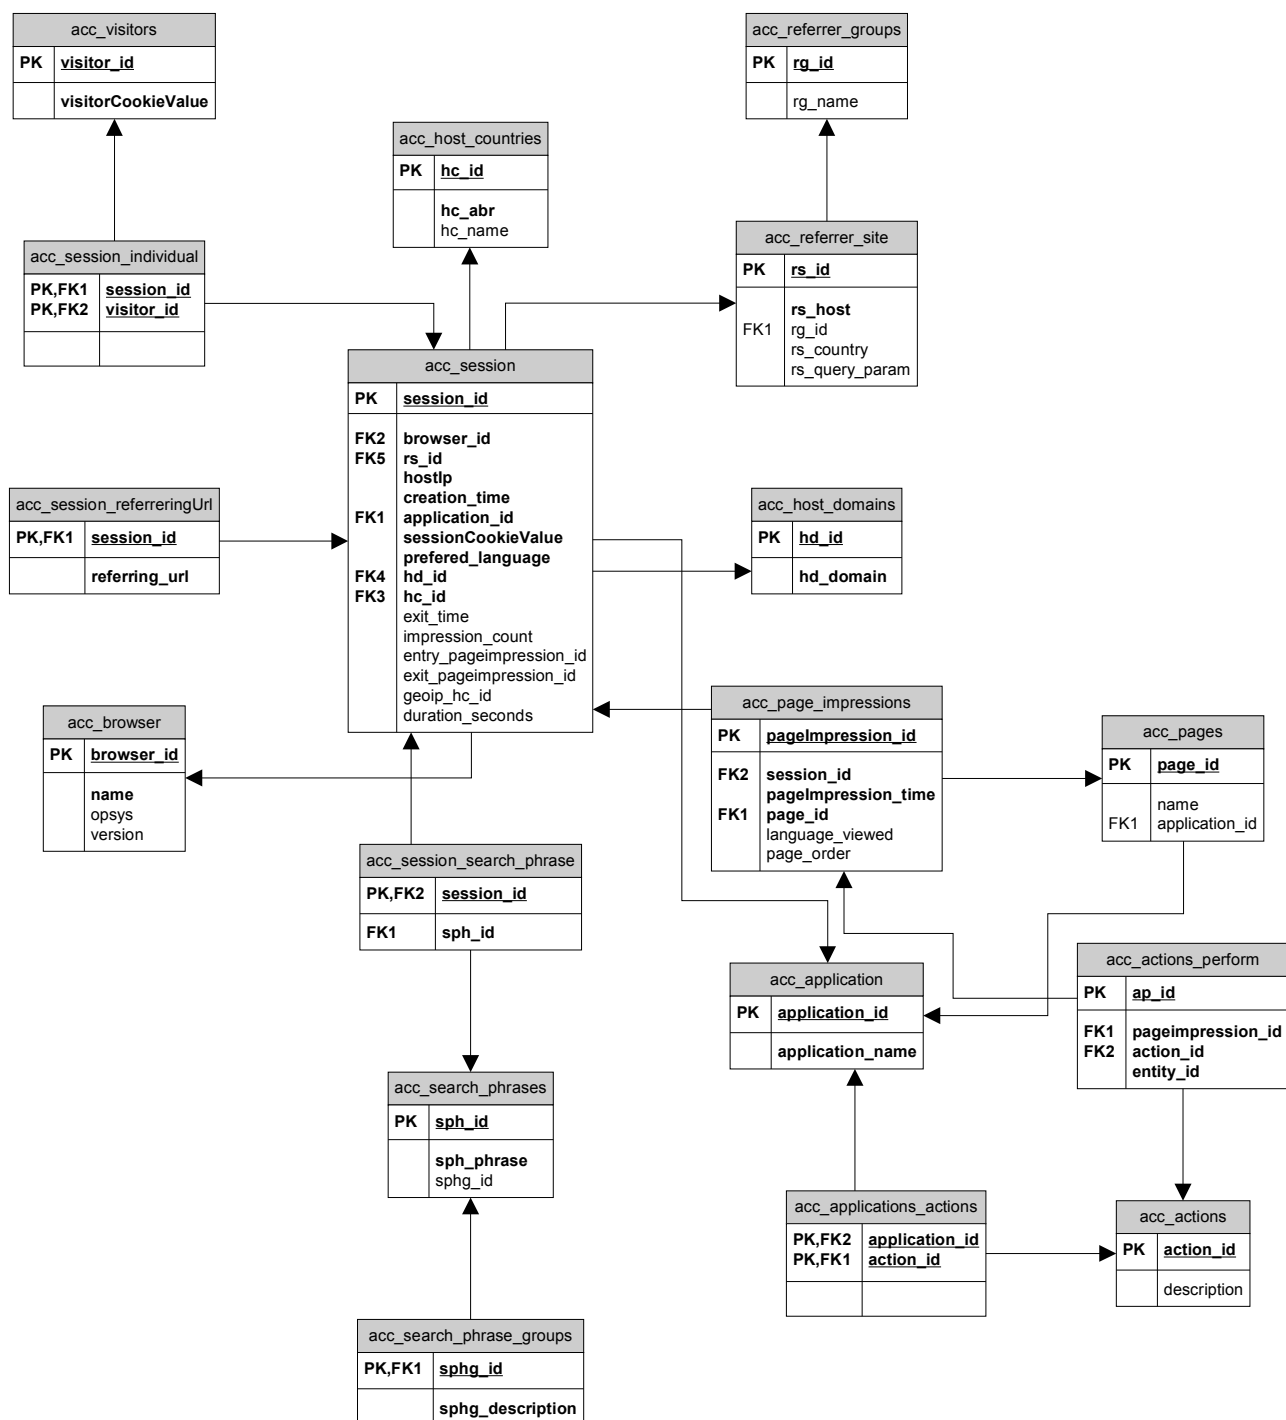 acc_visitors
PK visitor_id
visitorCookieValue
acc_referrer_groups
PK rg_id
rg_name
acc_host_countries
PK hc_id
hc_abr
hc_name
acc_session_individual
PK,FK1 session_id
PK,FK2 visitor_id
acc_referrer_site
PK rs_id
rs_host
FK1 rg_id
rs_country
rs_query_param
acc_session
PK session_id
FK2 browser_id
FK5 rs_id
hostIp
creation_time
FK1 application_id
sessionCookieValue
prefered_language
FK4 hd_id
FK3 hc_id
exit_time
impression_count
entry_pageimpression_id
exit_pageimpression_id
geoip_hc_id
duration_seconds
acc_session_referreringUrl
PK,FK1 session_id
referring_url
acc_host_domains
PK hd_id
hd_domain
acc_browser
PK browser_id
name
opsys
version
acc_page_impressions
PK pageImpression_id
FK2 session_id
pageImpression_time
FK1 page_id
language_viewed
page_order
acc_pages
PK page_id
name
FK1 application_id
acc_session_search_phrase
PK,FK2 session_id
FK1 sph_id
acc_application
PK application_id
application_name
acc_actions_perform
PK ap_id
FK1 pageimpression_id
FK2 action_id
entity_id
acc_search_phrases
PK sph_id
sph_phrase
sphg_id
acc_applications_actions
PK,FK2 application_id
PK,FK1 action_id
acc_actions
PK action_id
description
acc_search_phrase_groups
PK,FK1 sphg_id
sphg_description